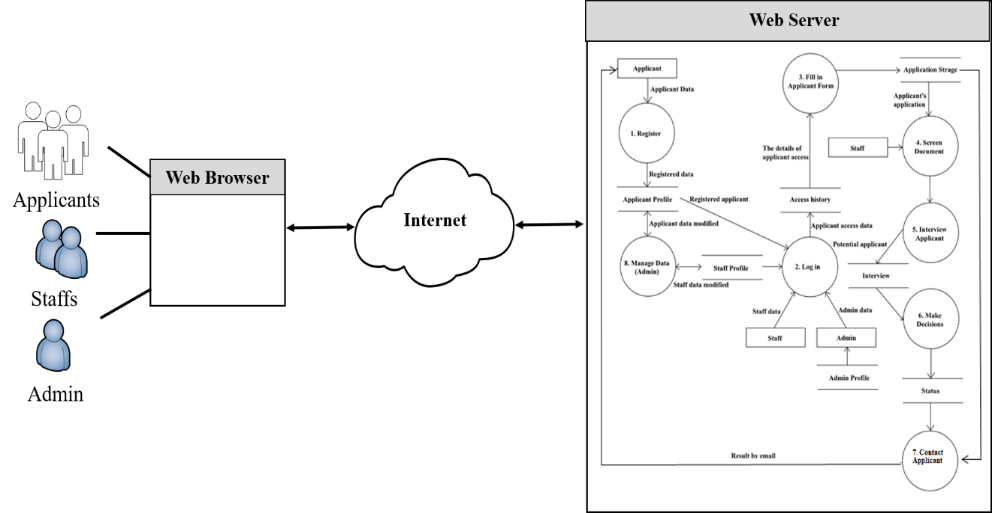 Web Server
Applicants
Staffs
Admin
Web Browser
Internet
Applicant
Applicant Data
1. Register
Registered data
Applicant Profile
Registered applicant
Applicant data modified
8. Manage Data
(Admin)
Staff Profile
Staff data modified
2. Log in
Staff data
Staff
Admin data
Admin
Admin Profile
Applicant access data
Access history
The details of
applicant access
3. Fill in
Applicant Form
Application Strage
Applicant's
application
Staff
4. Screen
Document
5. Interview
Applicant
Potential applicant
Interview
6. Make
Decisions
Status
7. Contact
Applicant
Result by email